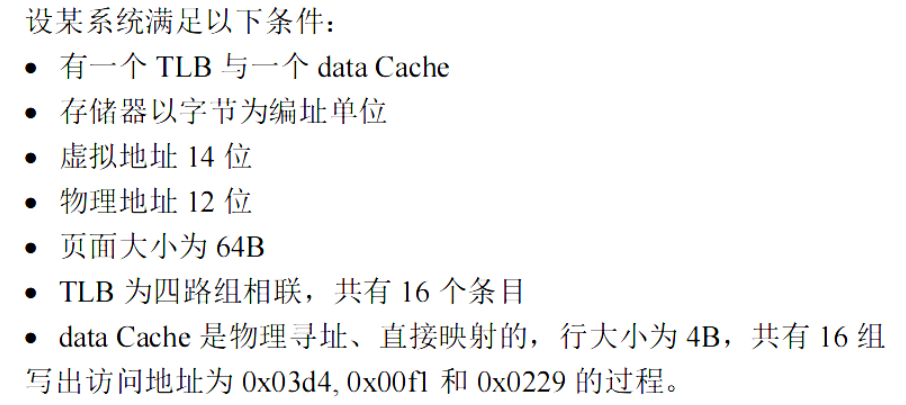 设某系统满足以下条件：
• 有一个 TLB 与一个 data Cache
• 存储器以字节为编址单位
• 虚拟地址 14 位
• 物理地址 12 位
• 页面大小为 64B
• TLB 为四路组相联，共有 16 个条目
• data Cache 是物理寻址、直接映射的，行大小为 4B，共有 16 组
写出访问地址为 0x03d4, 0x00f1 和 0x0229 的过程。